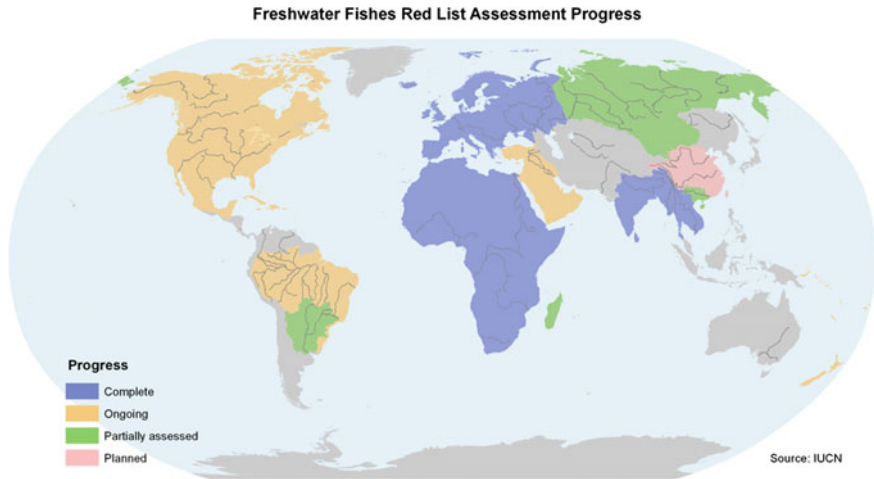 Freshwater Fishes Red List Assessment Progress
Progress
Complete
Ongoing
Partially assessed
Planned
Source: IUCN